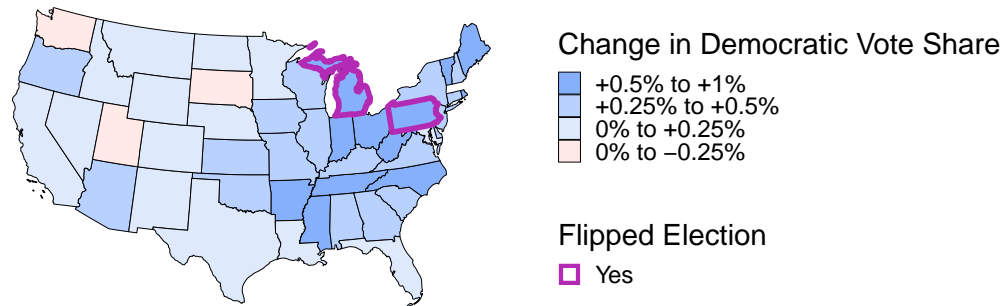 Change in Democratic Vote Share
+0.5% to +1%
+0.25% to +0.5%
0% to +0.25%
0% to −0.25%
Flipped Election
Yes